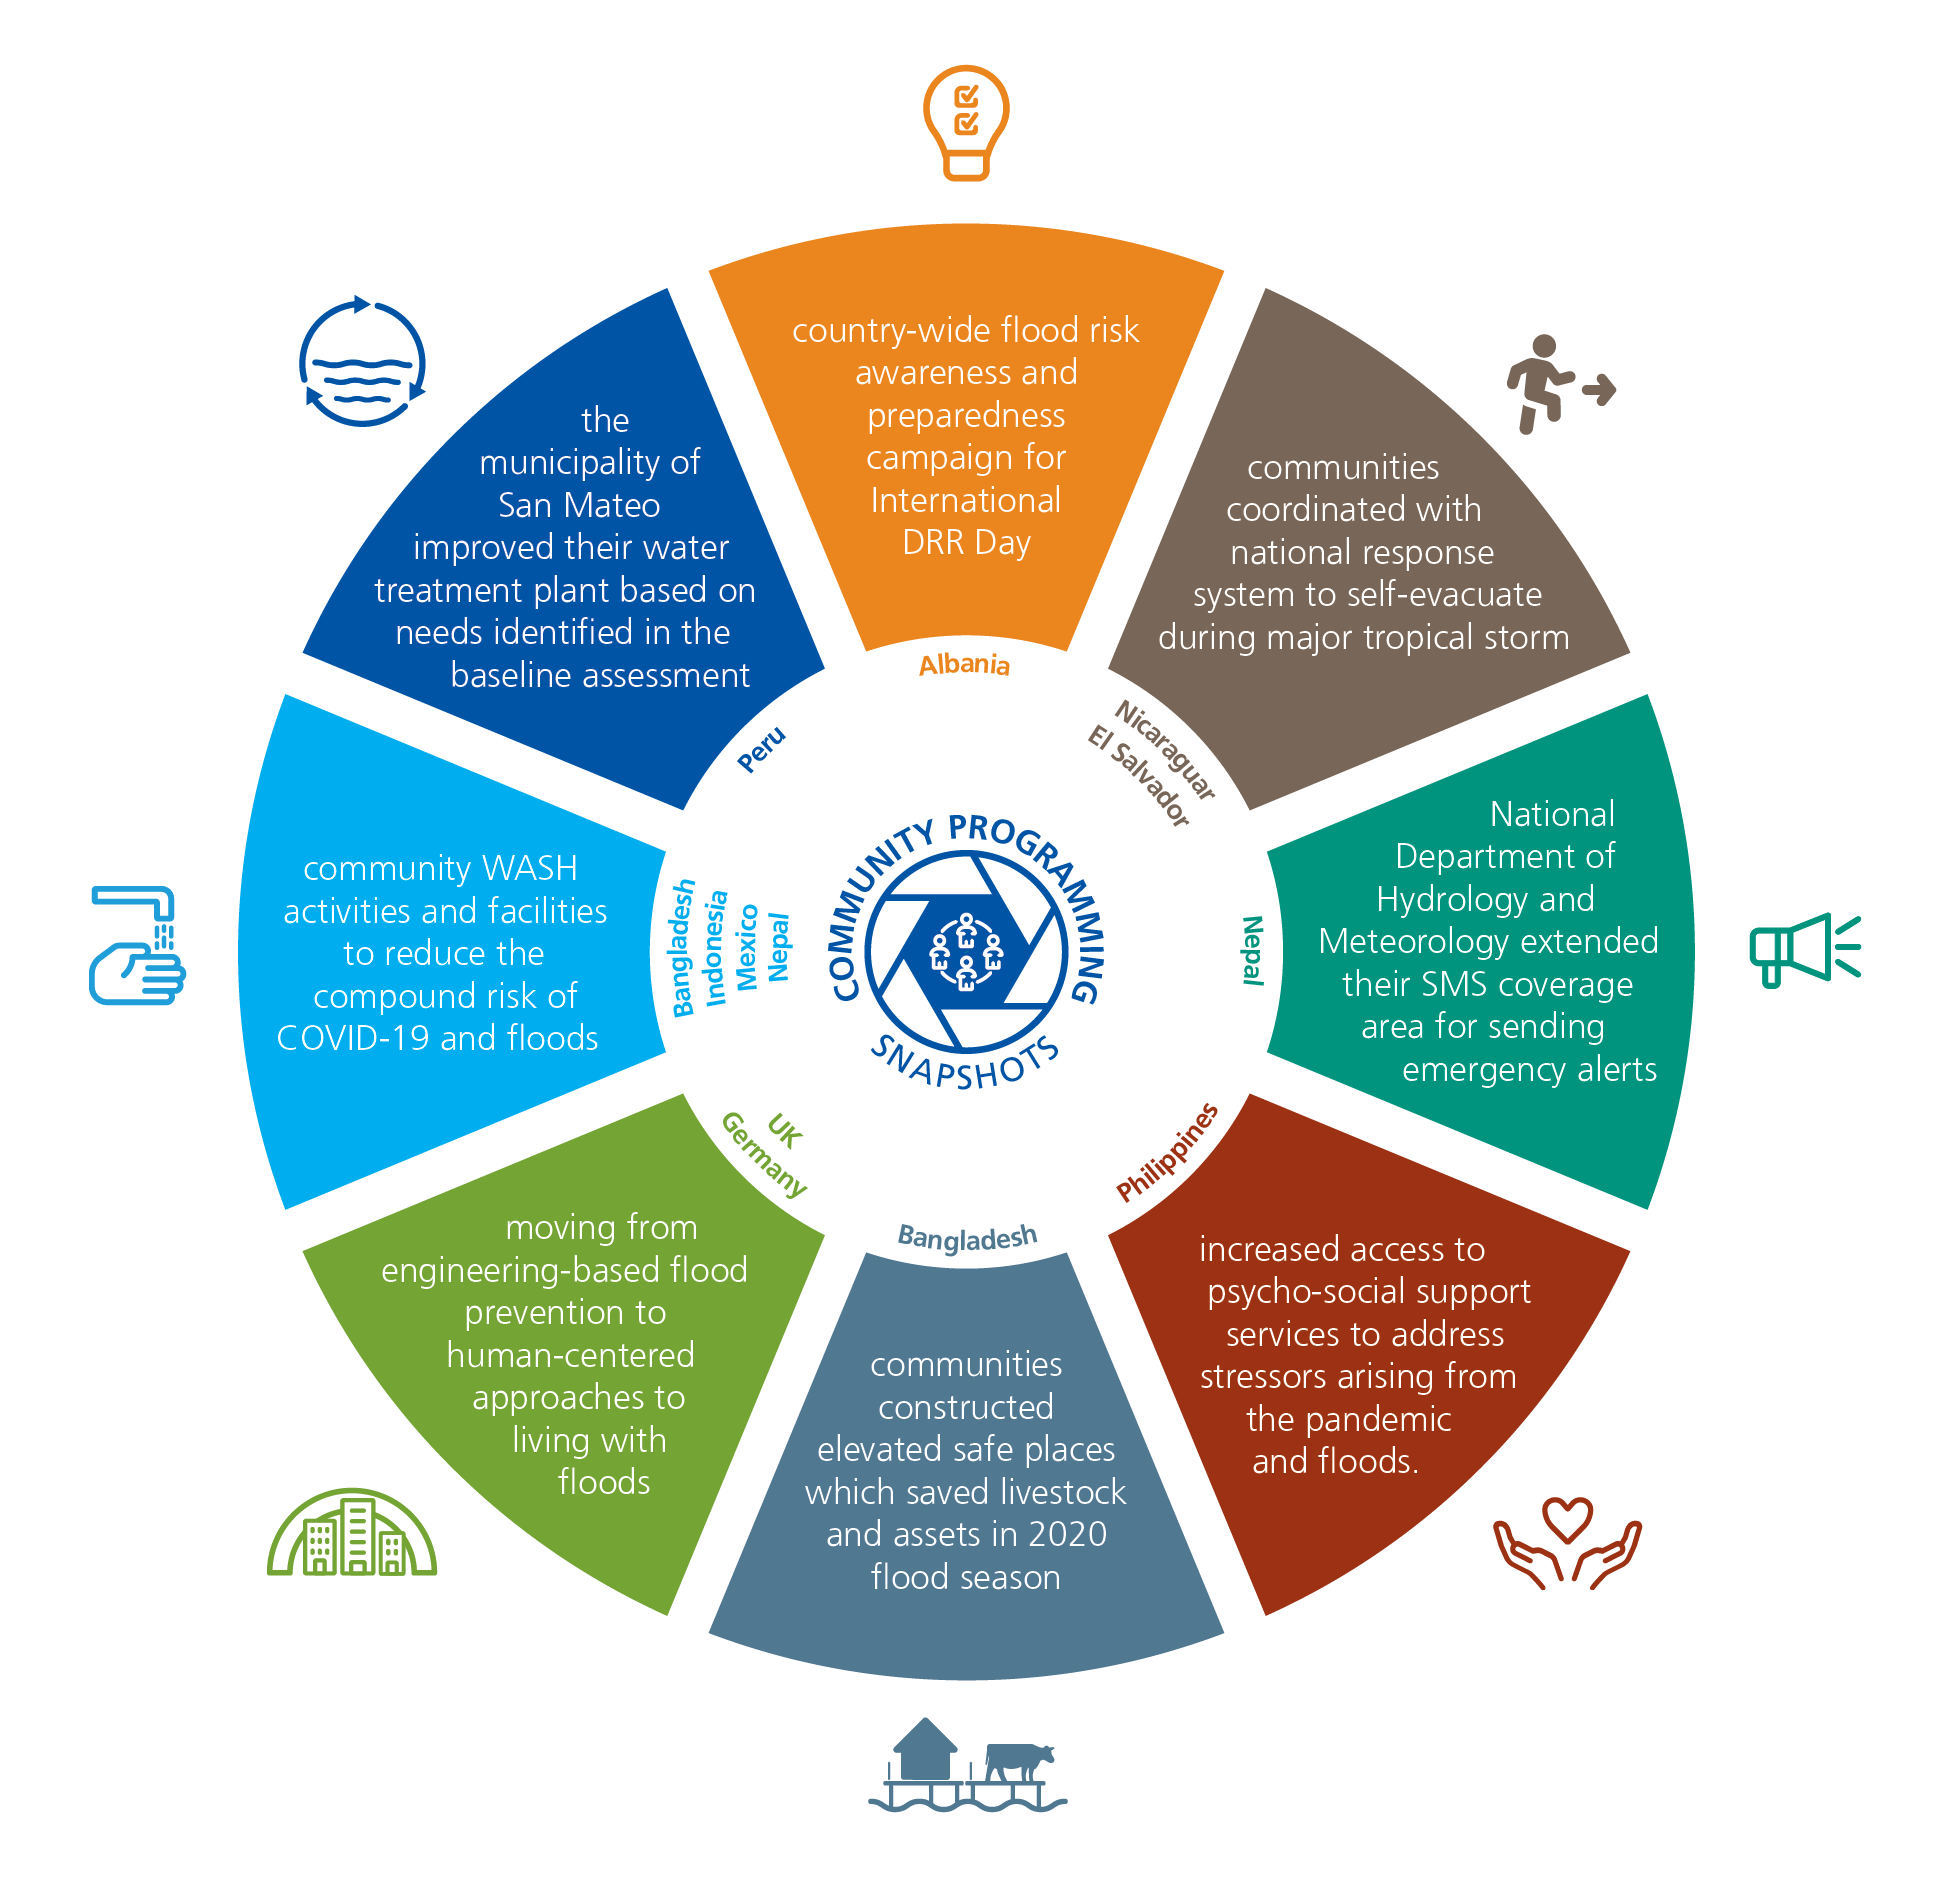 country-wide flood risk
awareness and
preparedness
campaign for
International
DRR Day
Albania
communities
coordinated with
national response
system to self-evacuate
during major tropical storm
Nicaraguar
El Salvador
National
Department of
Hydrology and
Meteorology extended
their SMS coverage
area for sending
emergency alerts
Nepal
increased access to
psycho-social support
services to address
stressors arising from
the pandemic
and floods.
Philippines
communities
constructed
elevated safe places
which saved livestock
and assets in 2020
flood season
Bangladesh
moving from
engineering-based flood
prevention to
human-centered
approaches to
living with
floods
UK
Germany
community WASH
activities and facilities
to reduce the
compound risk of
COVID-19 and floods
Bangladesh
Indonesia
Mexico
Nepal
the
municipality of
San Mateo
improved their water
treatment plant based on
needs identified in the
baseline assessment
Peru
COMMUNITY PROGRAMMING
SNAPSHOTS